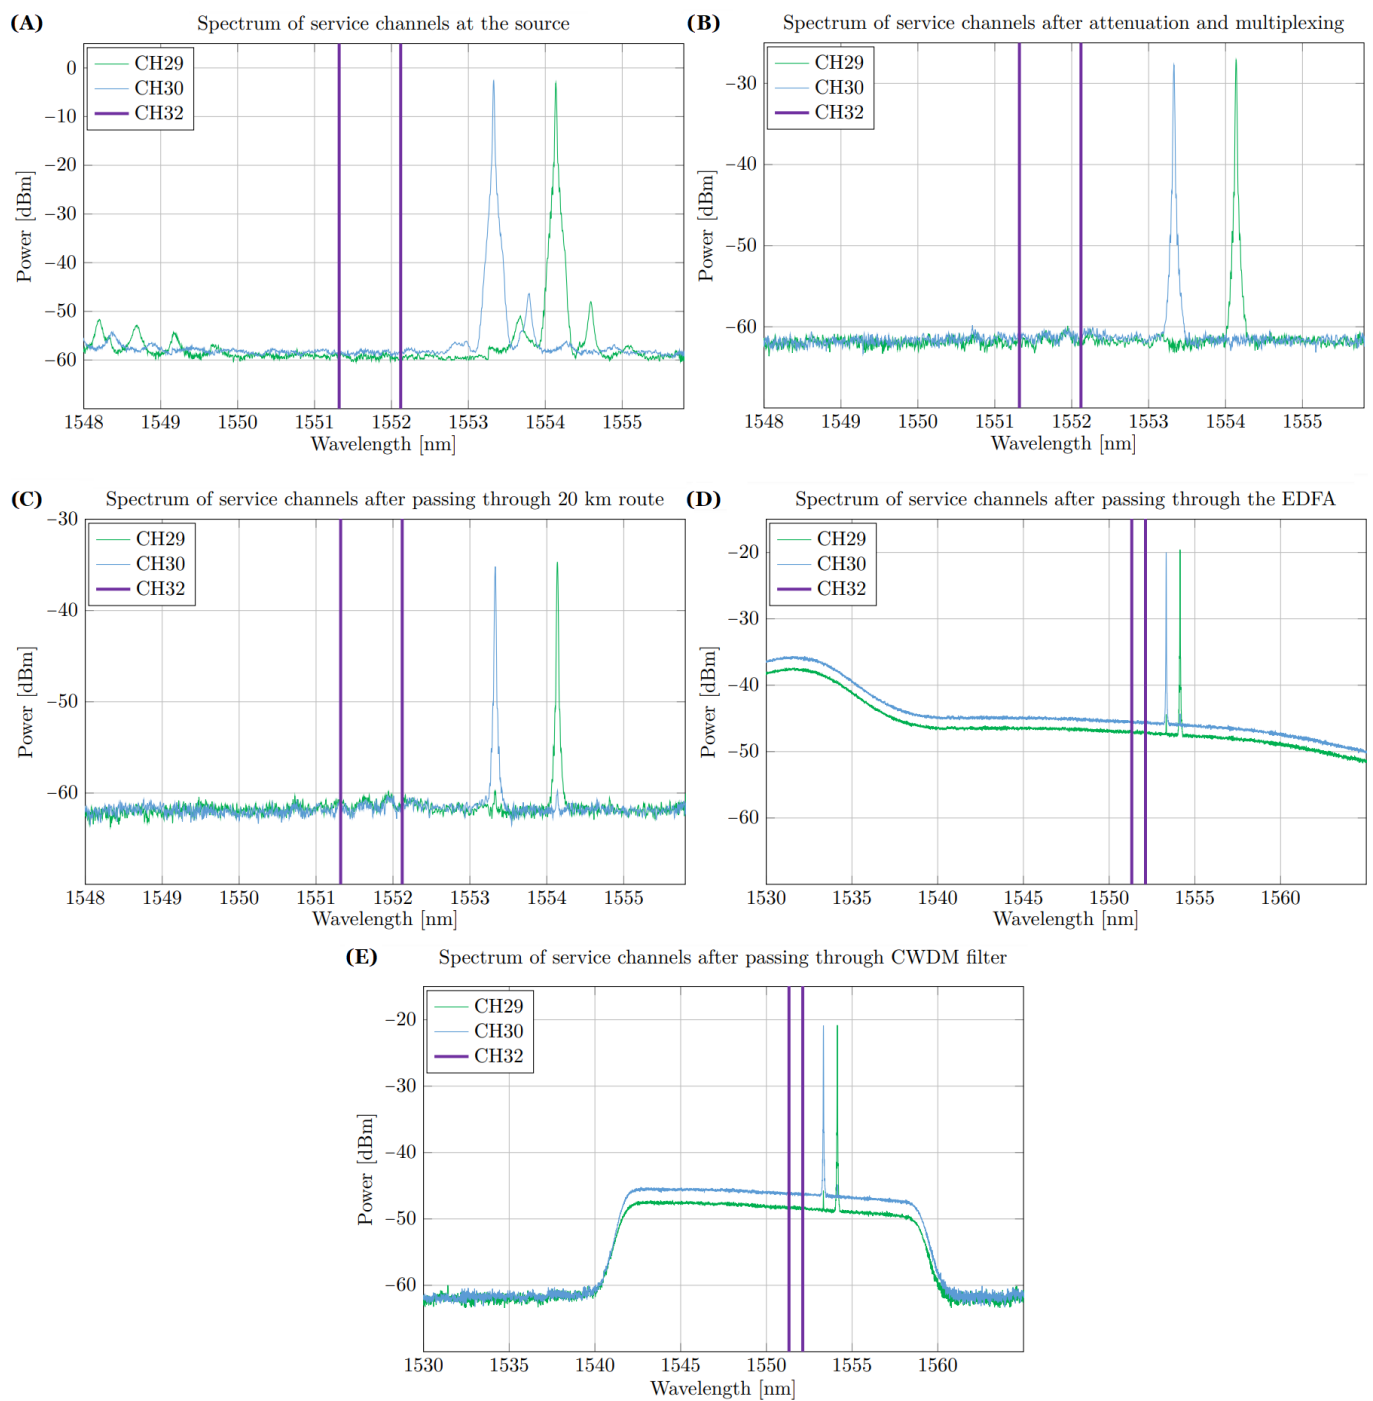 (A) Spectrum of service channels at the source
CH29
CH30
CH32
0
−10
−20
−30
−40
−50
−60
Power [dBm]
1548 1549 1550 1551 1552 1553 1554 1555
Wavelength [nm]
(B) Spectrum of service channels after attenuation and multiplexing
CH29
CH30
CH32
−30
−40
−50
−60
Power [dBm]
1548 1549 1550 1551 1552 1553 1554 1555
Wavelength [nm]
(C) Spectrum of service channels after passing through 20 km route
CH29
CH30
CH32
−30
−40
−50
−60
Power [dBm]
1548 1549 1550 1551 1552 1553 1554 1555
Wavelength [nm]
(D) Spectrum of service channels after passing through the EDFA
CH29
CH30
CH32
−20
−30
−40
−50
−60
Power [dBm]
1530 1535 1540 1545 1550 1555 1560
Wavelength [nm]
(E) Spectrum of service channels after passing through CWDM filter
CH29
CH30
CH32
−20
−30
−40
−50
−60
Power [dBm]
1530 1535 1540 1545 1550 1555 1560
Wavelength [nm]